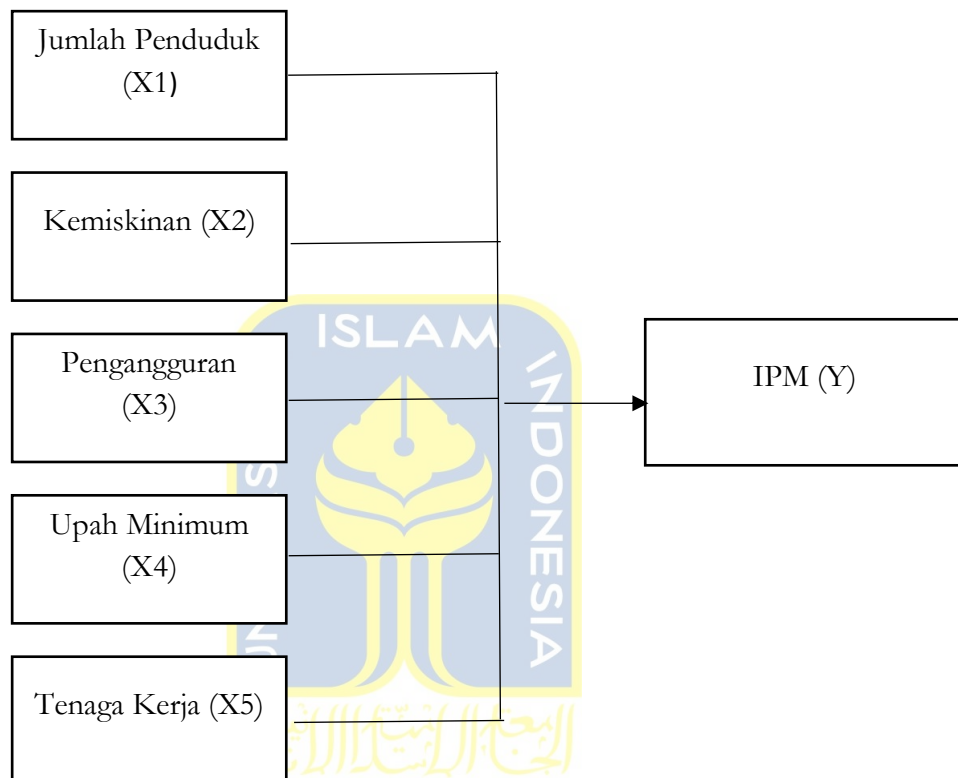 Jumlah Penduduk
(X1)
Kemiskinan (X2)
Pengangguran
(X3)
Upah Minimum
(X4)
Tenaga Kerja (X5)
IPM (Y)
ISLAM
INDONESIA